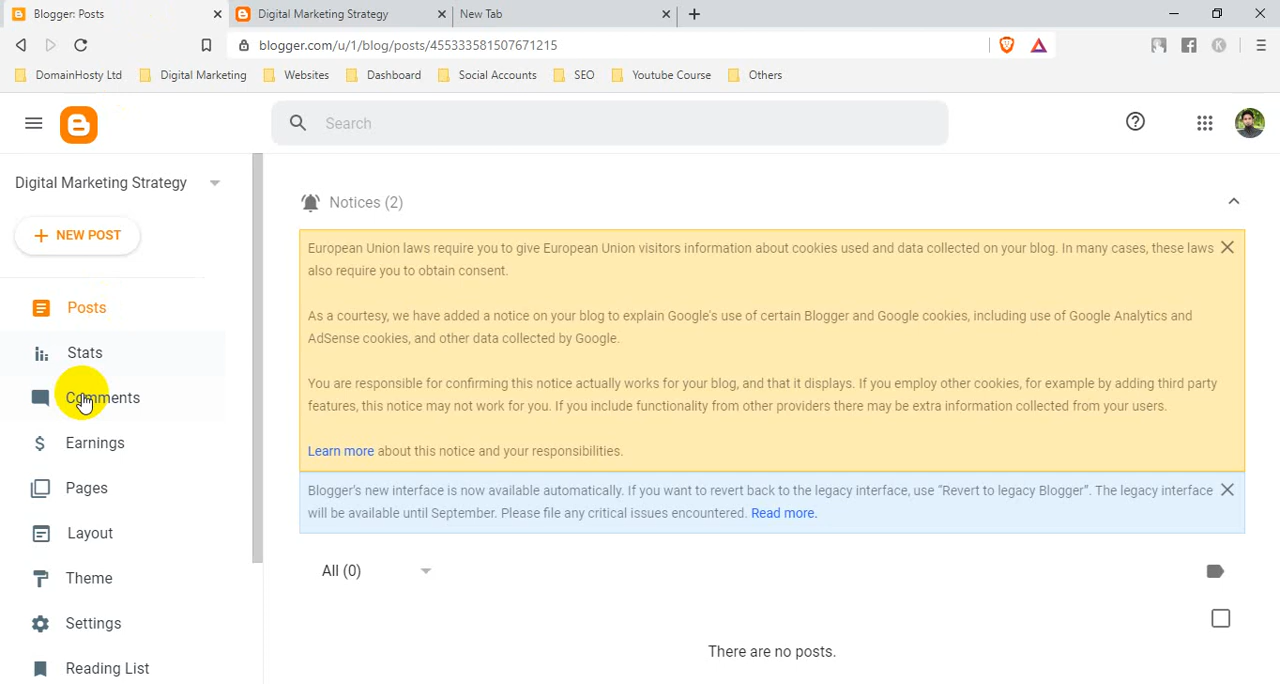 Blogger: Posts
Digital Marketing Strategy
New Tab
blogger.com/u/1/blog/posts/455333581507671215
DomainHosty Ltd
Digital Marketing
Websites
Dashboard
Social Accounts
SEO
Youtube Course
Others
Search
Digital Marketing Strategy
+ NEW POST
Posts
Stats
Comments
Earnings
Pages
Layout
Theme
Settings
Reading List
Notices (2)
European Union laws require you to give European Union visitors information about cookies used and data collected on your blog. In many cases, these laws
also require you to obtain consent.
As a courtesy, we have added a notice on your blog to explain Google's use of certain Blogger and Google cookies, including use of Google Analytics and
AdSense cookies, and other data collected by Google.
You are responsible for confirming this notice actually works for your blog, and that it displays. If you employ other cookies, for example by adding third party
features, this notice may not work for you. If you include functionality from other providers there may be extra information collected from your users.
Learn more about this notice and your responsibilities.
Blogger's new interface is now available automatically. If you want to revert back to the legacy interface, use "Revert to legacy Blogger". The legacy interface
will be available until September. Please file any critical issues encountered. Read more.
All (0)
There are no posts.